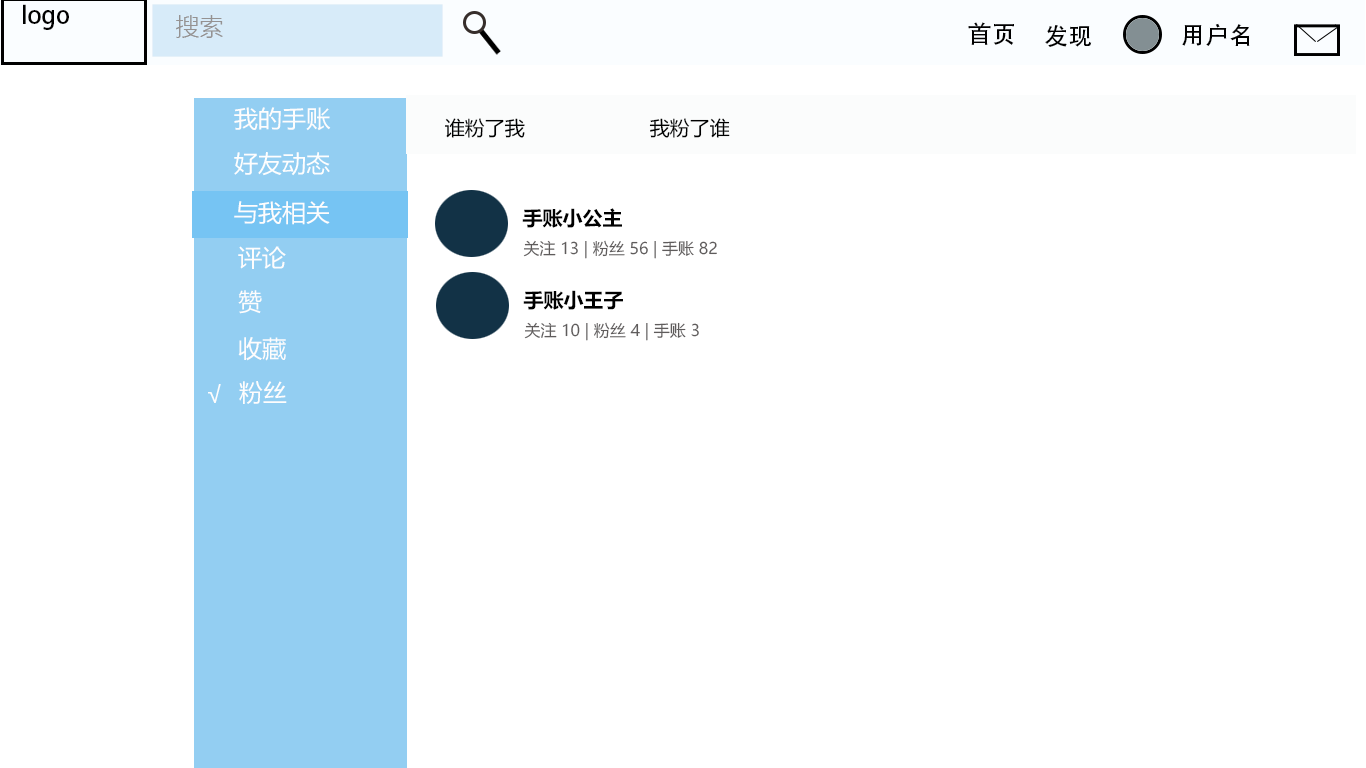 logo
搜索
首页
发现
用户名
我的手账
好友动态
与我相关
评论
赞
收藏
√ 粉丝
谁粉了我
我粉了谁
手账小公主
关注 13 | 粉丝 56 | 手账 82
手账小王子
关注 10 | 粉丝 4 | 手账 3